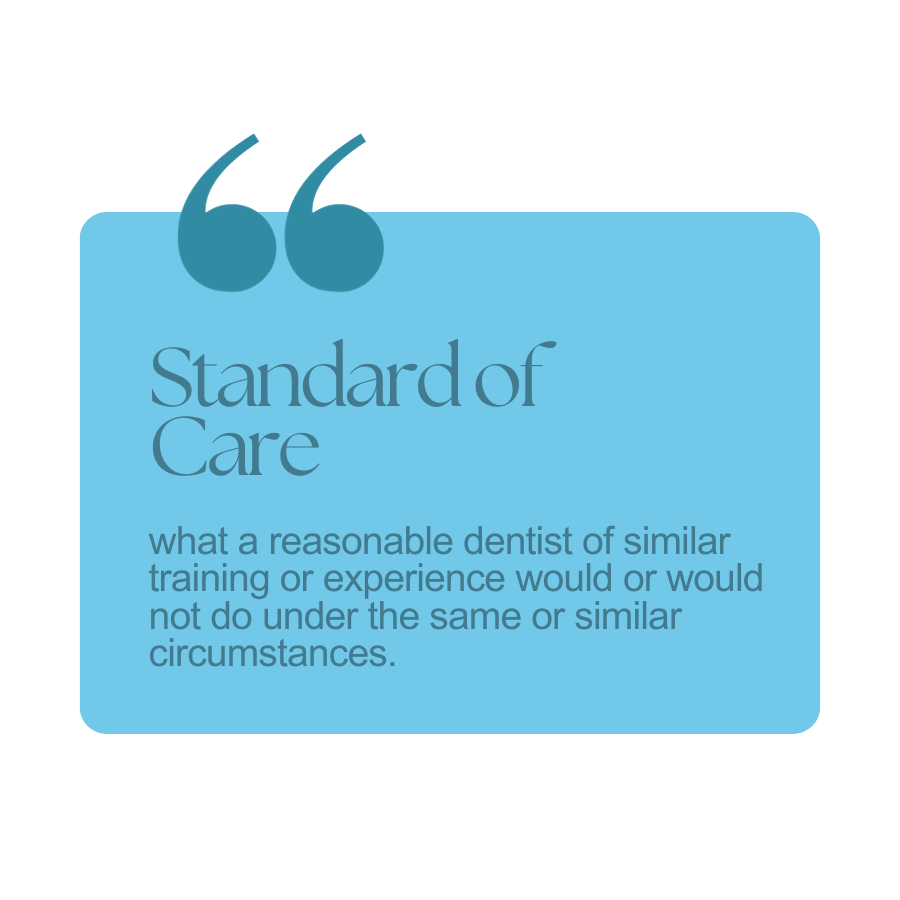 “
Standard of
Care
what a reasonable dentist of similar
training or experience would or would
not do under the same or similar
circumstances.